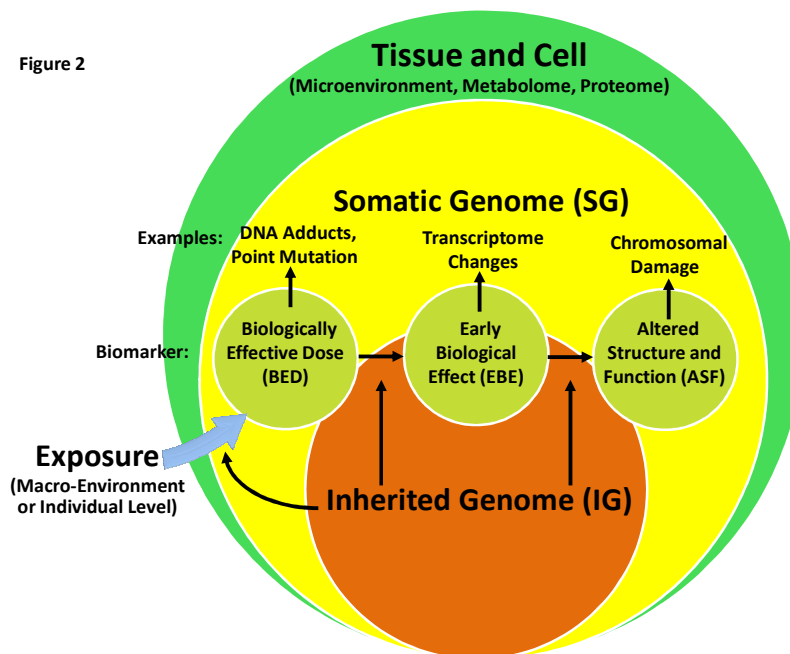 Figure 2
Tissue and Cell
(Microenvironment, Metabolome, Proteome)
Somatic Genome (SG)
Examples:
DNA Adducts,
Point Mutation
Transcriptome
Changes
Chromosomal
Damage
Biomarker:
Biologically
Effective Dose
(BED)
Early
Biological
Effect (EBE)
Altered
Structure and
Function (ASF)
Exposure
(Macro-Environment
or Individual Level)
Inherited Genome (IG)